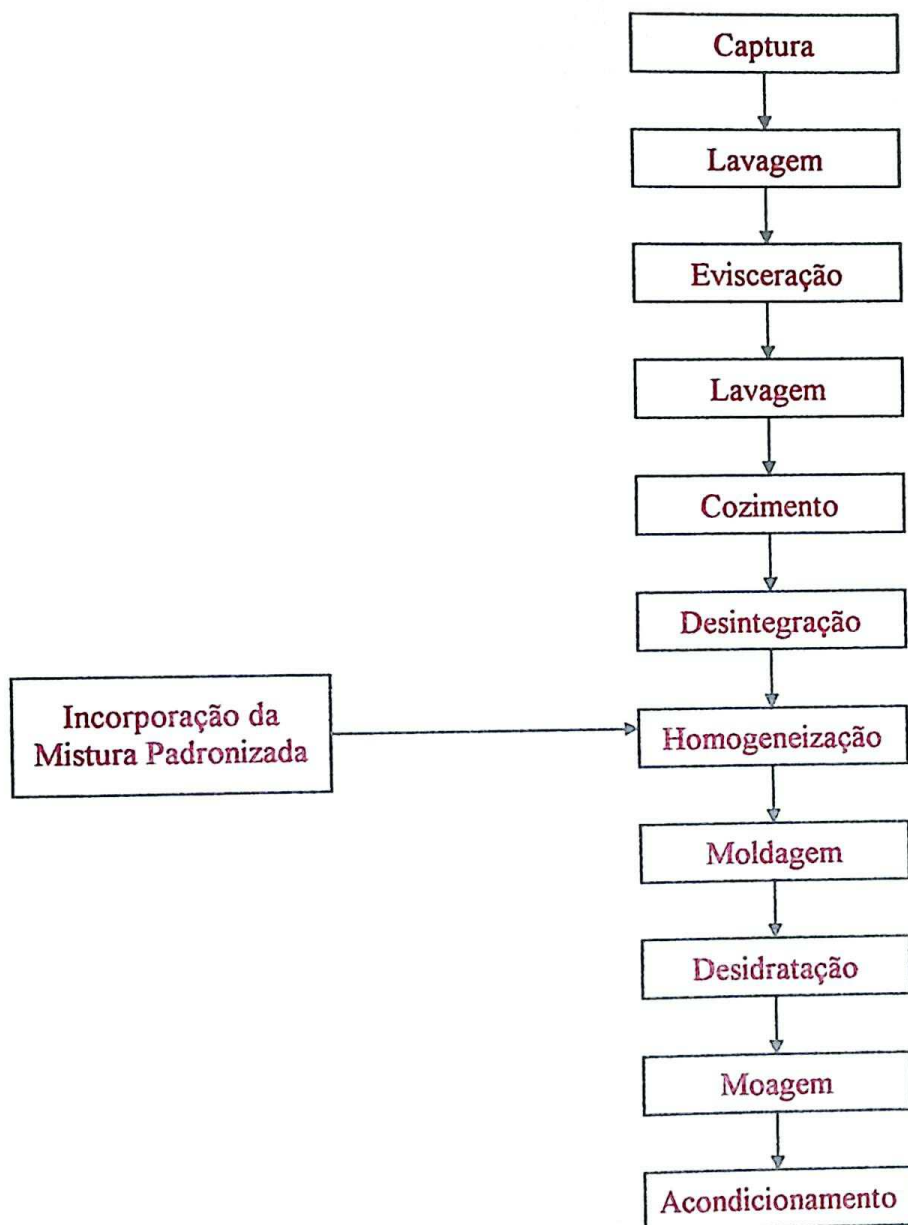 Captura
Lavagem
Evisceração
Lavagem
Cozimento
Desintegração
Incorporação da
Mistura Padronizada
Homogeneização
Moldagem
Desidratação
Moagem
Acondicionamento